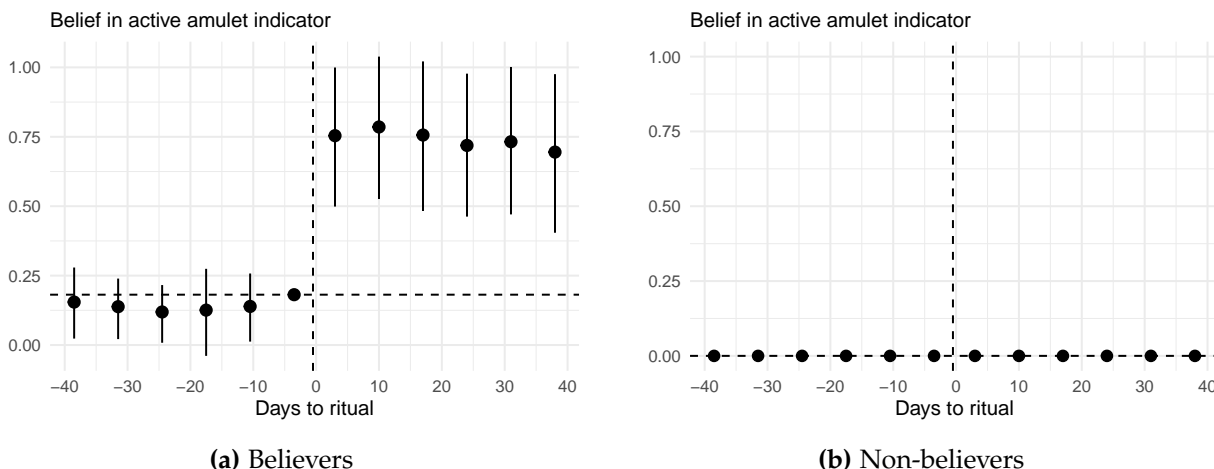 Belief in active amulet indicator
1.00
0.75
0.50
0.25
0.00
−40 −30 −20 −10 0 10 20 30 40
Days to ritual
(a) Believers
Belief in active amulet indicator
1.00
0.75
0.50
0.25
0.00
−40 −30 −20 −10 0 10 20 30 40
Days to ritual
(b) Non-believers